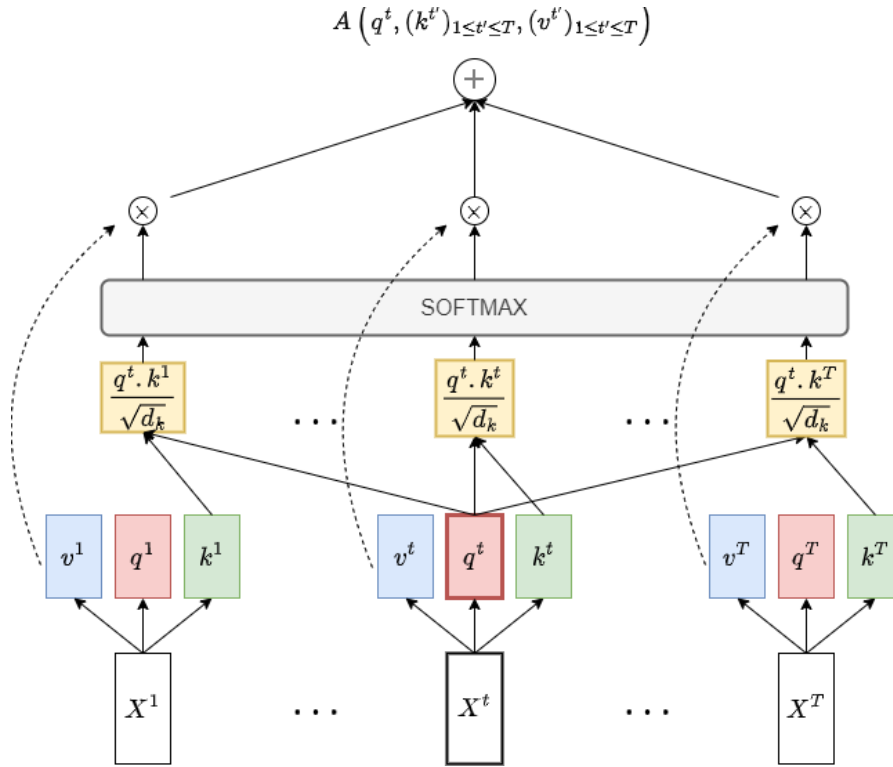 A (q^t, (k^{t'})_{1≤t'≤T}, (v^{t'})_{1≤t'≤T})
+
× × ×
SOFTMAX
q^t . k^1 / √d_k ... q^t . k^t / √d_k ... q^t . k^T / √d_k
v^1 q^1 k^1 v^t q^t k^t v^T q^T k^T
X^1 ... X^t ... X^T